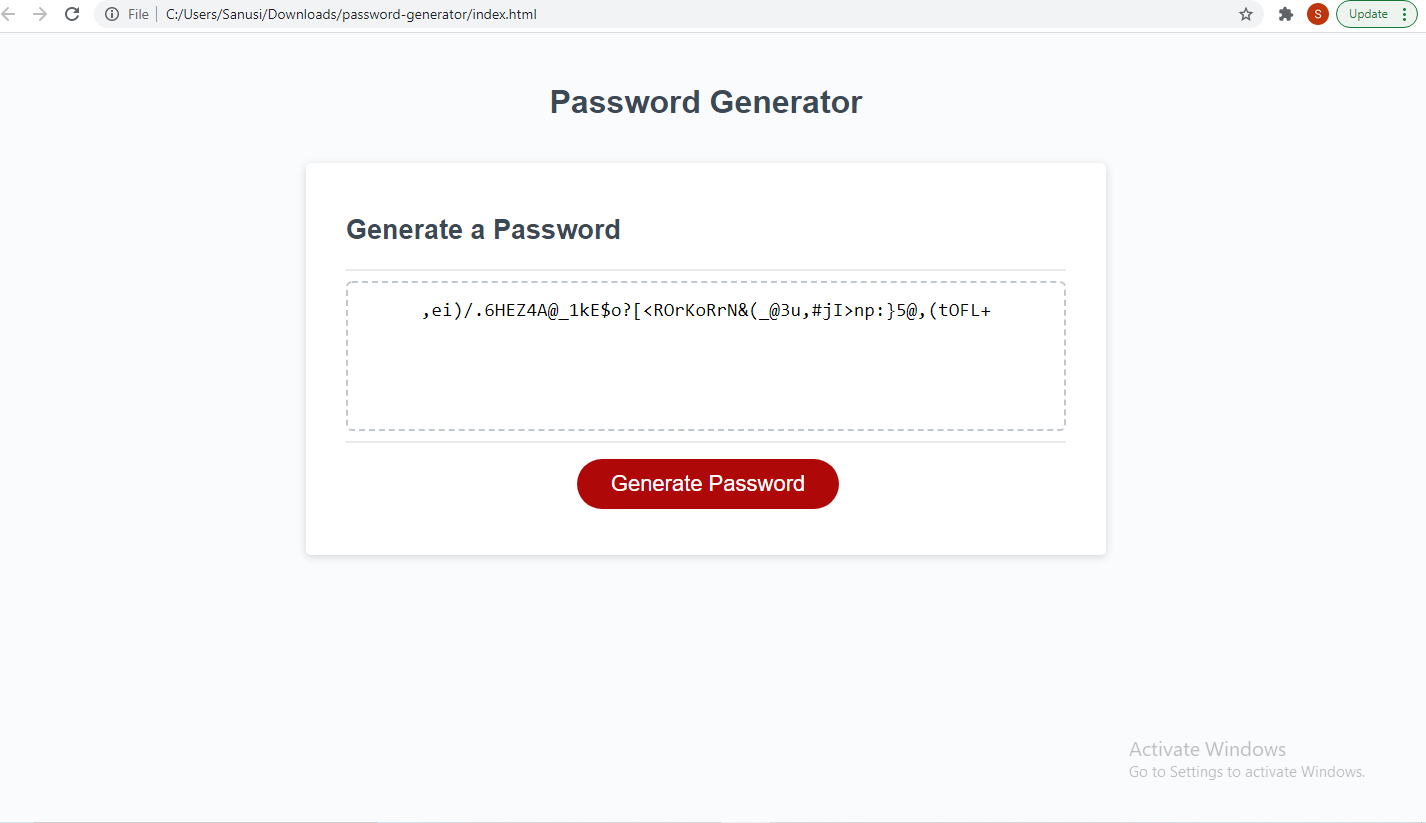 File C:/Users/Sanusi/Downloads/password-generator/index.html S Update
Password Generator
Generate a Password
,ei)/.6HEZ4A@_1kE$o?[<ROrKoRrN&(_@3u,#jI>np:}5@,(tOFL+
Generate Password
Activate Windows
Go to Settings to activate Windows.